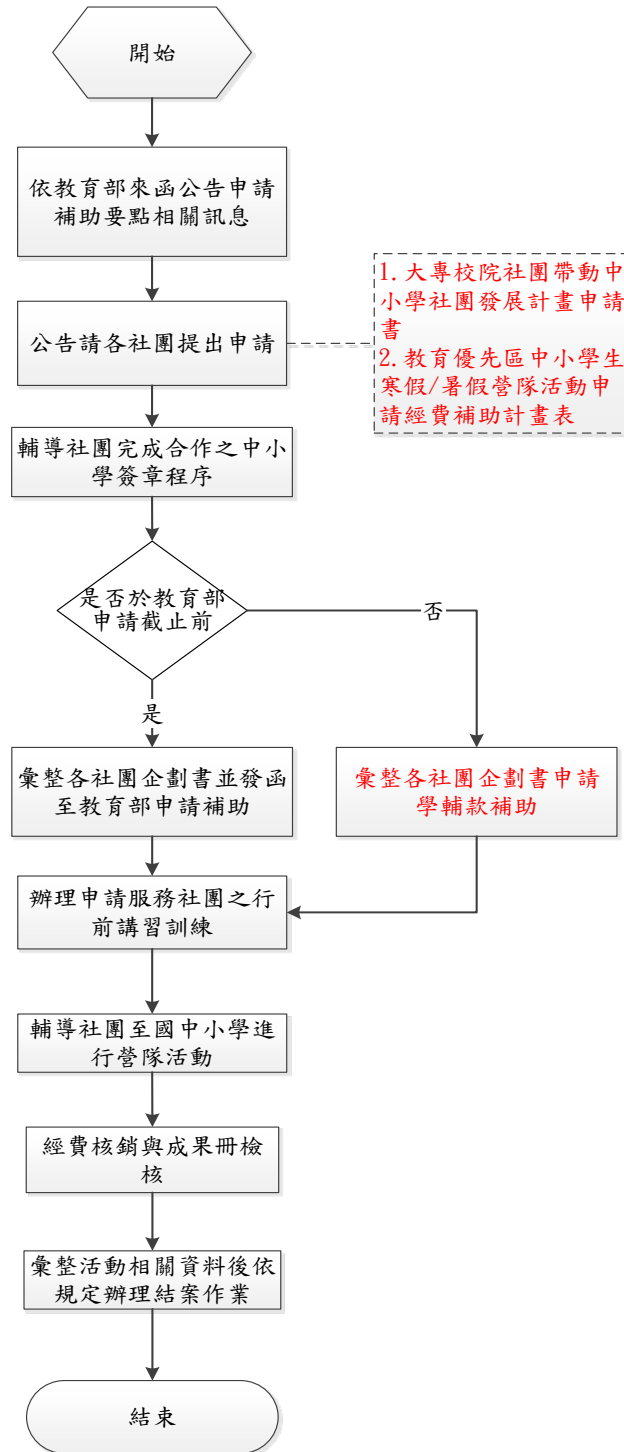 開始
依教育部來函公告申請
補助要點相關訊息
公告請各社團提出申請
1. 大專校院社團帶動中
小學社團發展計畫申請
書
2. 教育優先區中小學生
寒假/暑假營隊活動申
請經費補助計畫表
輔導社團完成合作之中小
學簽章程序
是否於教育部
申請截止前
否
是
彙整各社團企劃書並發函
至教育部申請補助
彙整各社團企劃書申請
學輔款補助
辦理申請服務社團之行
前講習訓練
輔導社團至國中小學進
行營隊活動
經費核銷與成果冊檢
核
彙整活動相關資料後依
規定辦理結案作業
結束